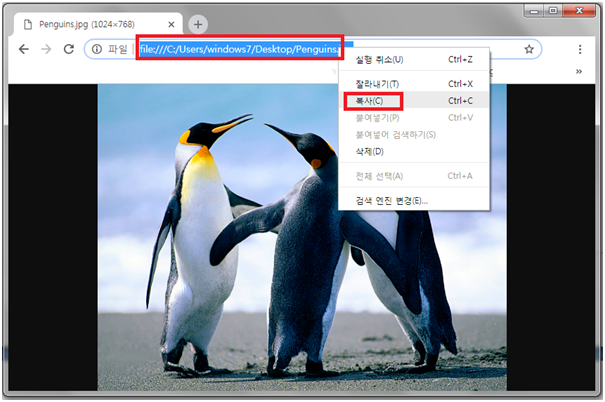 Penguins.jpg (1024×768)
파일
file:///C:/Users/windows7/Desktop/Penguins.
실행 취소(U) Ctrl+Z
잘라내기(T) Ctrl+X
복사(C) Ctrl+C
붙여넣기(P) Ctrl+V
붙여넣어 검색하기(S)
삭제(D)
전체 선택(A) Ctrl+A
검색 엔진 변경(E)...